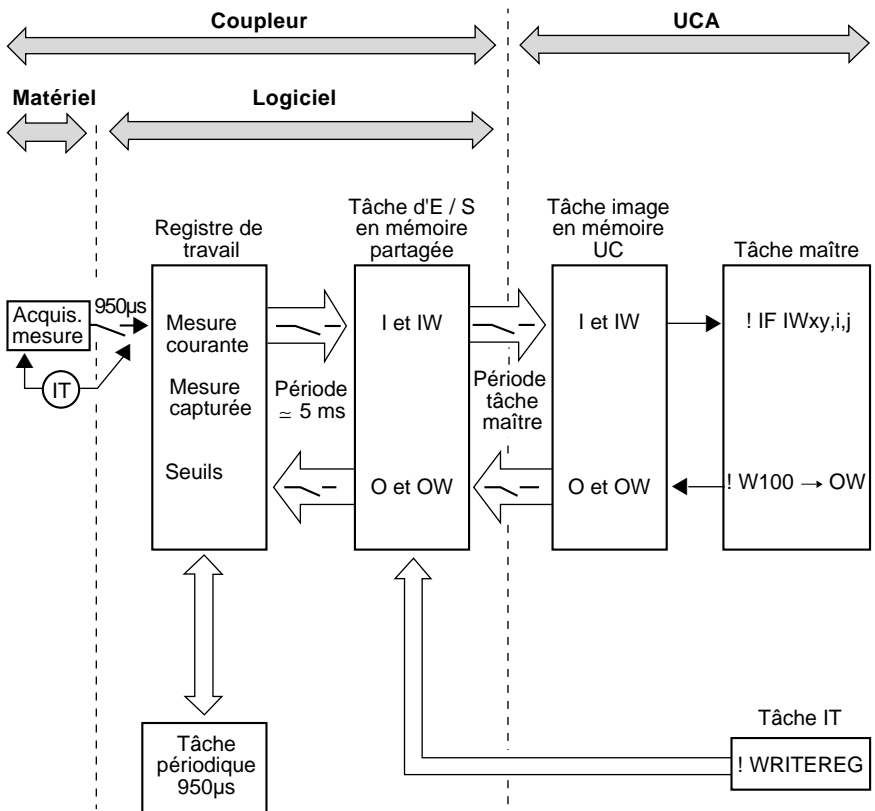 Coupleur
UCA
Matériel
Logiciel
Registre de
travail
Tâche d'E / S
en mémoire
partagée
Tâche image
en mémoire
UC
Tâche maître
Acquis.
mesure
950µs
IT
Mesure
courante
Mesure
capturée
Seuils
Période
≃ 5 ms
I et IW
O et OW
Période
tâche
maître
I et IW
O et OW
! IF IWxy,i,j
! W100 → OW
Tâche
périodique
950µs
Tâche IT
! WRITEREG